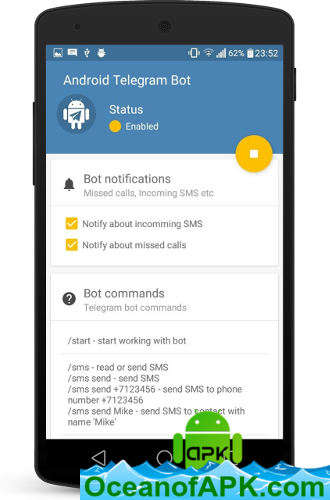 62% 23:52
Android Telegram Bot
Status
Enabled
Bot notifications
Missed calls, Incoming SMS etc
Notify about incomming SMS
Notify about missed calls
Bot commands
Telegram bot commands
/start - start working with bot
/sms - read or send SMS
/sms send - send SMS
/sms send +7123456 - send SMS to phone
number +7123456
/sms send Mike - send SMS to contact with
name 'Mike'
apk
OceanofAPK.com